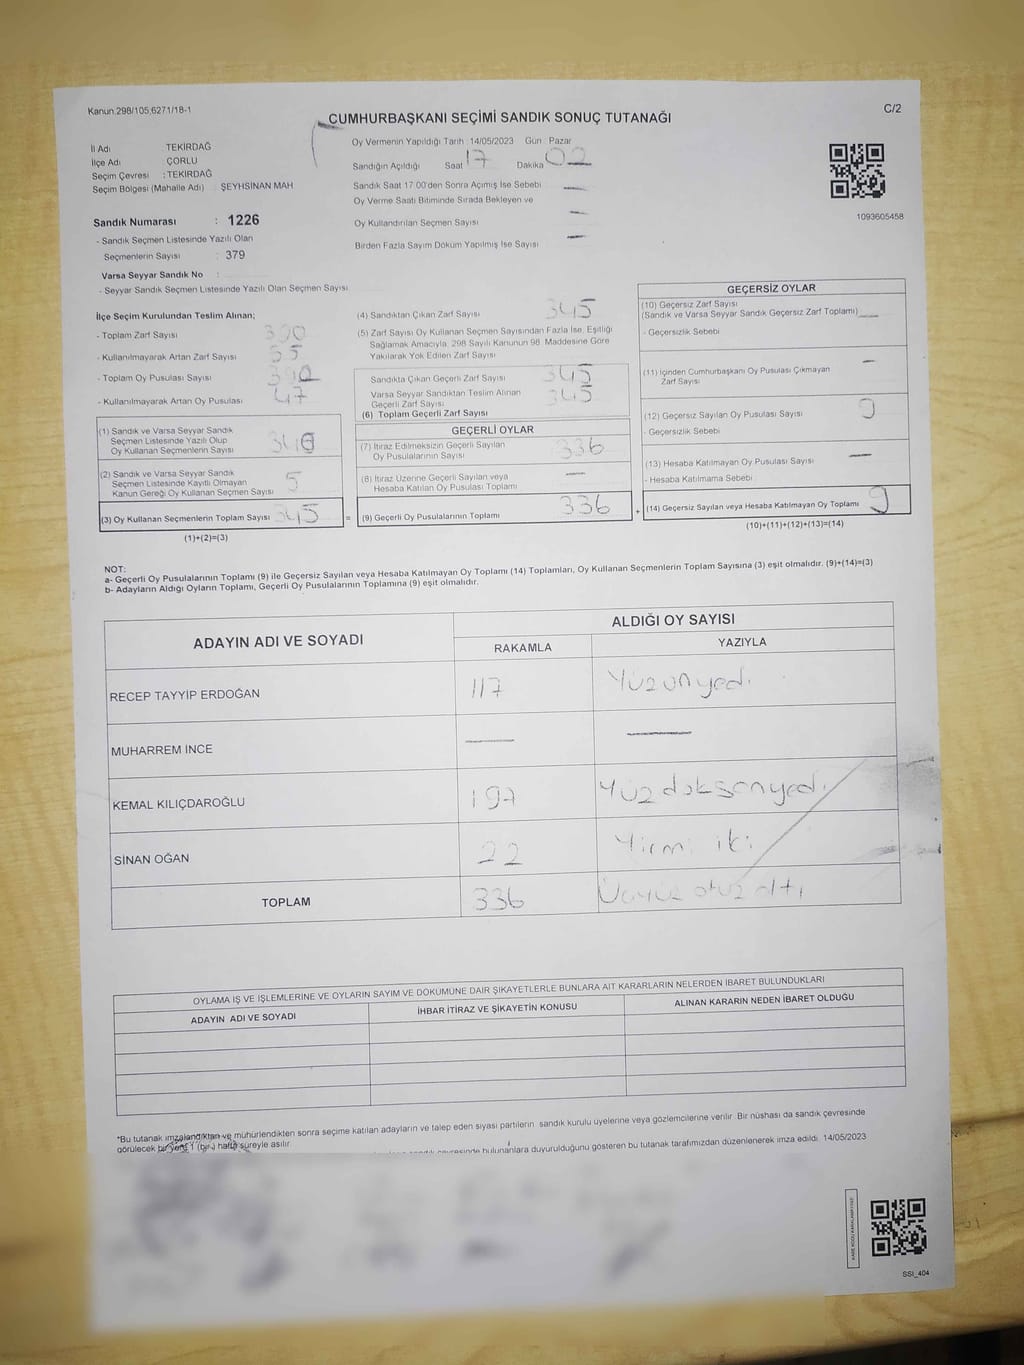 Kanun 298/105,6271/18-1
C/2
CUMHURBAŞKANI SEÇİMİ SANDIK SONUÇ TUTANAĞI
İl Adı TEKİRDAĞ
İlçe Adı ÇORLU
Seçim Çevresi : TEKİRDAĞ
Seçim Bölgesi (Mahalle Adı) ŞEYHSİNAN MAH
Sandık Numarası : 1226
- Sandık Seçmen Listesinde Yazılı Olan
Seçmenlerin Sayısı : 379
Varsa Seyyar Sandık No :
- Seyyar Sandık Seçmen Listesinde Yazılı Olan Seçmen Sayısı
Oy Vermenin Yapıldığı Tarih : 14/05/2023 Gün : Pazar
Sandığın Açıldığı Saat 17 Dakika 02
Sandık Saat 17:00'den Sonra Açılmış İse Sebebi —
Oy Verme Saati Bitiminde Sırada Bekleyen ve
Oy Kullandırılan Seçmen Sayısı —
Birden Fazla Sayım Döküm Yapılmış İse Sayısı —
1093605458
İlçe Seçim Kurulundan Teslim Alınan;
- Toplam Zarf Sayısı 390
- Kullanılmayarak Artan Zarf Sayısı
- Toplam Oy Pusulası Sayısı
- Kullanılmayarak Artan Oy Pusulası 47
(1) Sandık ve Varsa Seyyar Sandık
Seçmen Listesinde Yazılı Olup
Oy Kullanan Seçmenlerin Sayısı
(2) Sandık ve Varsa Seyyar Sandık
Seçmen Listesinde Kayıtlı Olmayan
Kanun Gereği Oy Kullanan Seçmen Sayısı 5
(3) Oy Kullanan Seçmenlerin Toplam Sayısı 345
(1)+(2)=(3)
(4) Sandıktan Çıkan Zarf Sayısı 345
(5) Zarf Sayısı Oy Kullanan Seçmen Sayısından Fazla İse, Eşitliği
Sağlamak Amacıyla, 298 Sayılı Kanunun 98. Maddesine Göre
Yakılarak Yok Edilen Zarf Sayısı
Sandıkta Çıkan Geçerli Zarf Sayısı 345
Varsa Seyyar Sandıktan Teslim Alınan
Geçerli Zarf Sayısı
(6) Toplam Geçerli Zarf Sayısı 345
GEÇERLİ OYLAR
(7) İtiraz Edilmeksizin Geçerli Sayılan
Oy Pusulalarının Sayısı 336
(8) İtiraz Üzerine Geçerli Sayılan veya
Hesaba Katılan Oy Pusulası Toplamı —
= (9) Geçerli Oy Pusulalarının Toplamı 336 +
GEÇERSİZ OYLAR
(10) Geçersiz Zarf Sayısı
(Sandık ve Varsa Seyyar Sandık Geçersiz Zarf Toplamı) —
- Geçersizlik Sebebi
(11) İçinden Cumhurbaşkanı Oy Pusulası Çıkmayan
Zarf Sayısı —
(12) Geçersiz Sayılan Oy Pusulası Sayısı 9
- Geçersizlik Sebebi
(13) Hesaba Katılmayan Oy Pusulası Sayısı —
- Hesaba Katılmama Sebebi
(14) Geçersiz Sayılan veya Hesaba Katılmayan Oy Toplamı 9
(10)+(11)+(12)+(13)=(14)
NOT:
a- Geçerli Oy Pusulalarının Toplamı (9) ile Geçersiz Sayılan veya Hesaba Katılmayan Oy Toplamı (14) Toplamları, Oy Kullanan Seçmenlerin Toplam Sayısına (3) eşit olmalıdır. (9)+(14)=(3)
b- Adayların Aldığı Oyların Toplamı, Geçerli Oy Pusulalarının Toplamına (9) eşit olmalıdır.
ADAYIN ADI VE SOYADI
ALDIĞI OY SAYISI
RAKAMLA YAZIYLA
RECEP TAYYİP ERDOĞAN 117 Yüzonyedi
MUHARREM İNCE — —
KEMAL KILIÇDAROĞLU 197 Yüzdoksanyedi
SİNAN OĞAN 22 Yirmi iki
TOPLAM 336 Üçyüz otuz altı
OYLAMA İŞ VE İŞLEMLERİNE VE OYLARIN SAYIM VE DÖKÜMÜNE DAİR ŞİKAYETLERLE BUNLARA AİT KARARLARIN NELERDEN İBARET BULUNDUKLARI
ADAYIN ADI VE SOYADI İHBAR İTİRAZ VE ŞİKAYETİN KONUSU ALINAN KARARIN NEDEN İBARET OLDUĞU
*Bu tutanak imzalandıktan ve mühürlendikten sonra seçime katılan adayların ve talep eden siyasi partilerin sandık kurulu üyelerine veya gözlemcilerine verilir. Bir nüshası da sandık çevresinde
görülecek bir yere 1 (bir) hafta süreyle asılır.
bulunanlara duyurulduğunu gösteren bu tutanak tarafımızdan düzenlenerek imza edildi. 14/05/2023
SSI_404